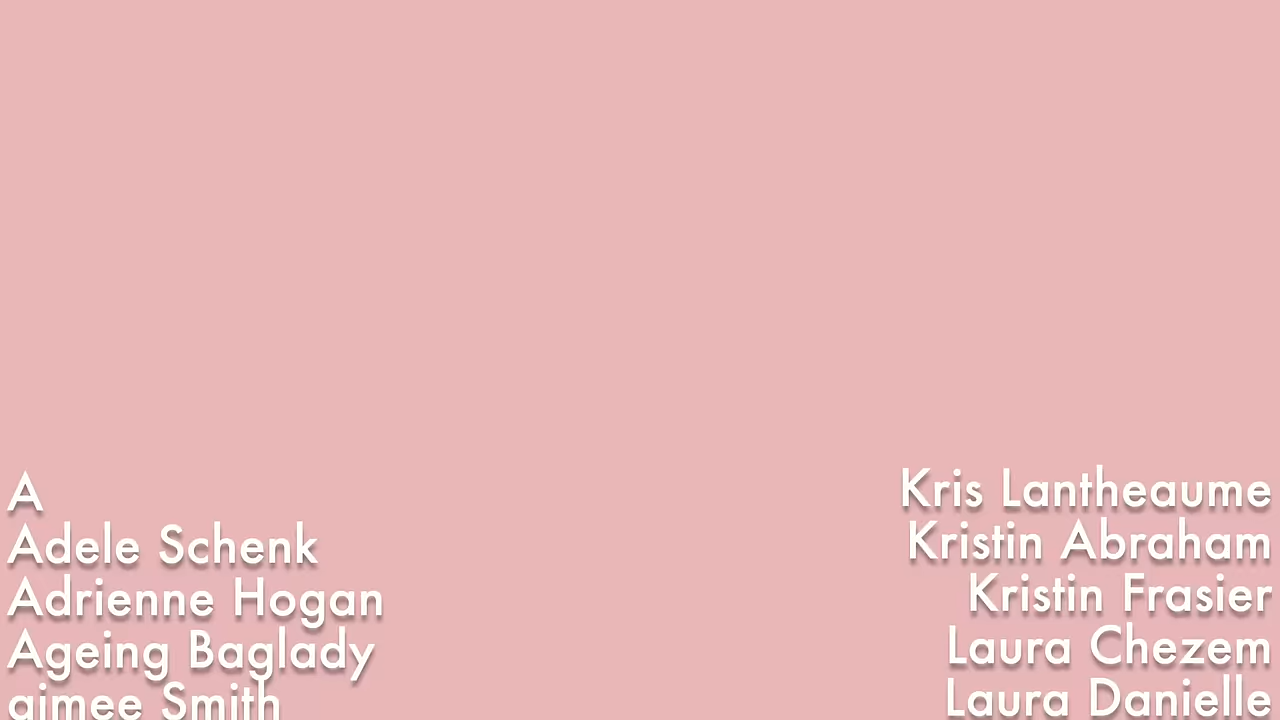 A
Adele Schenk
Adrienne Hogan
Ageing Baglady
aimee Smith
Kris Lantheaume
Kristin Abraham
Kristin Frasier
Laura Chezem
Laura Danielle